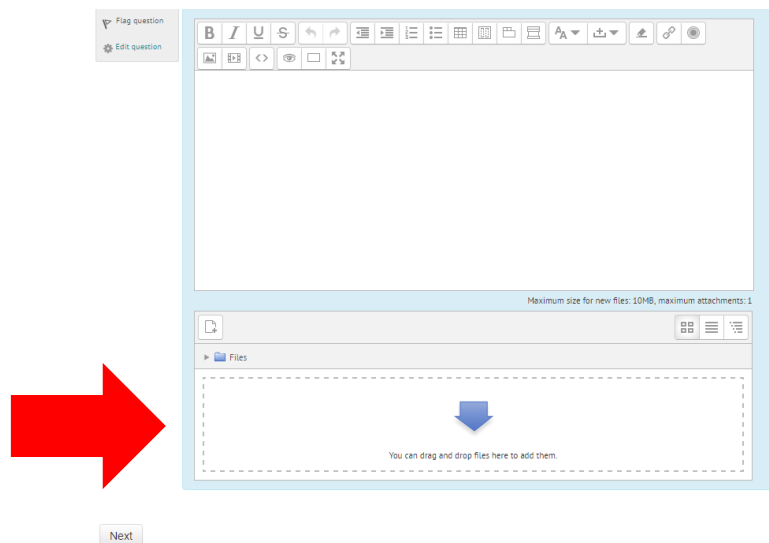 Flag question
Edit question
Maximum size for new files: 10MB, maximum attachments: 1
Files
You can drag and drop files here to add them.
Next